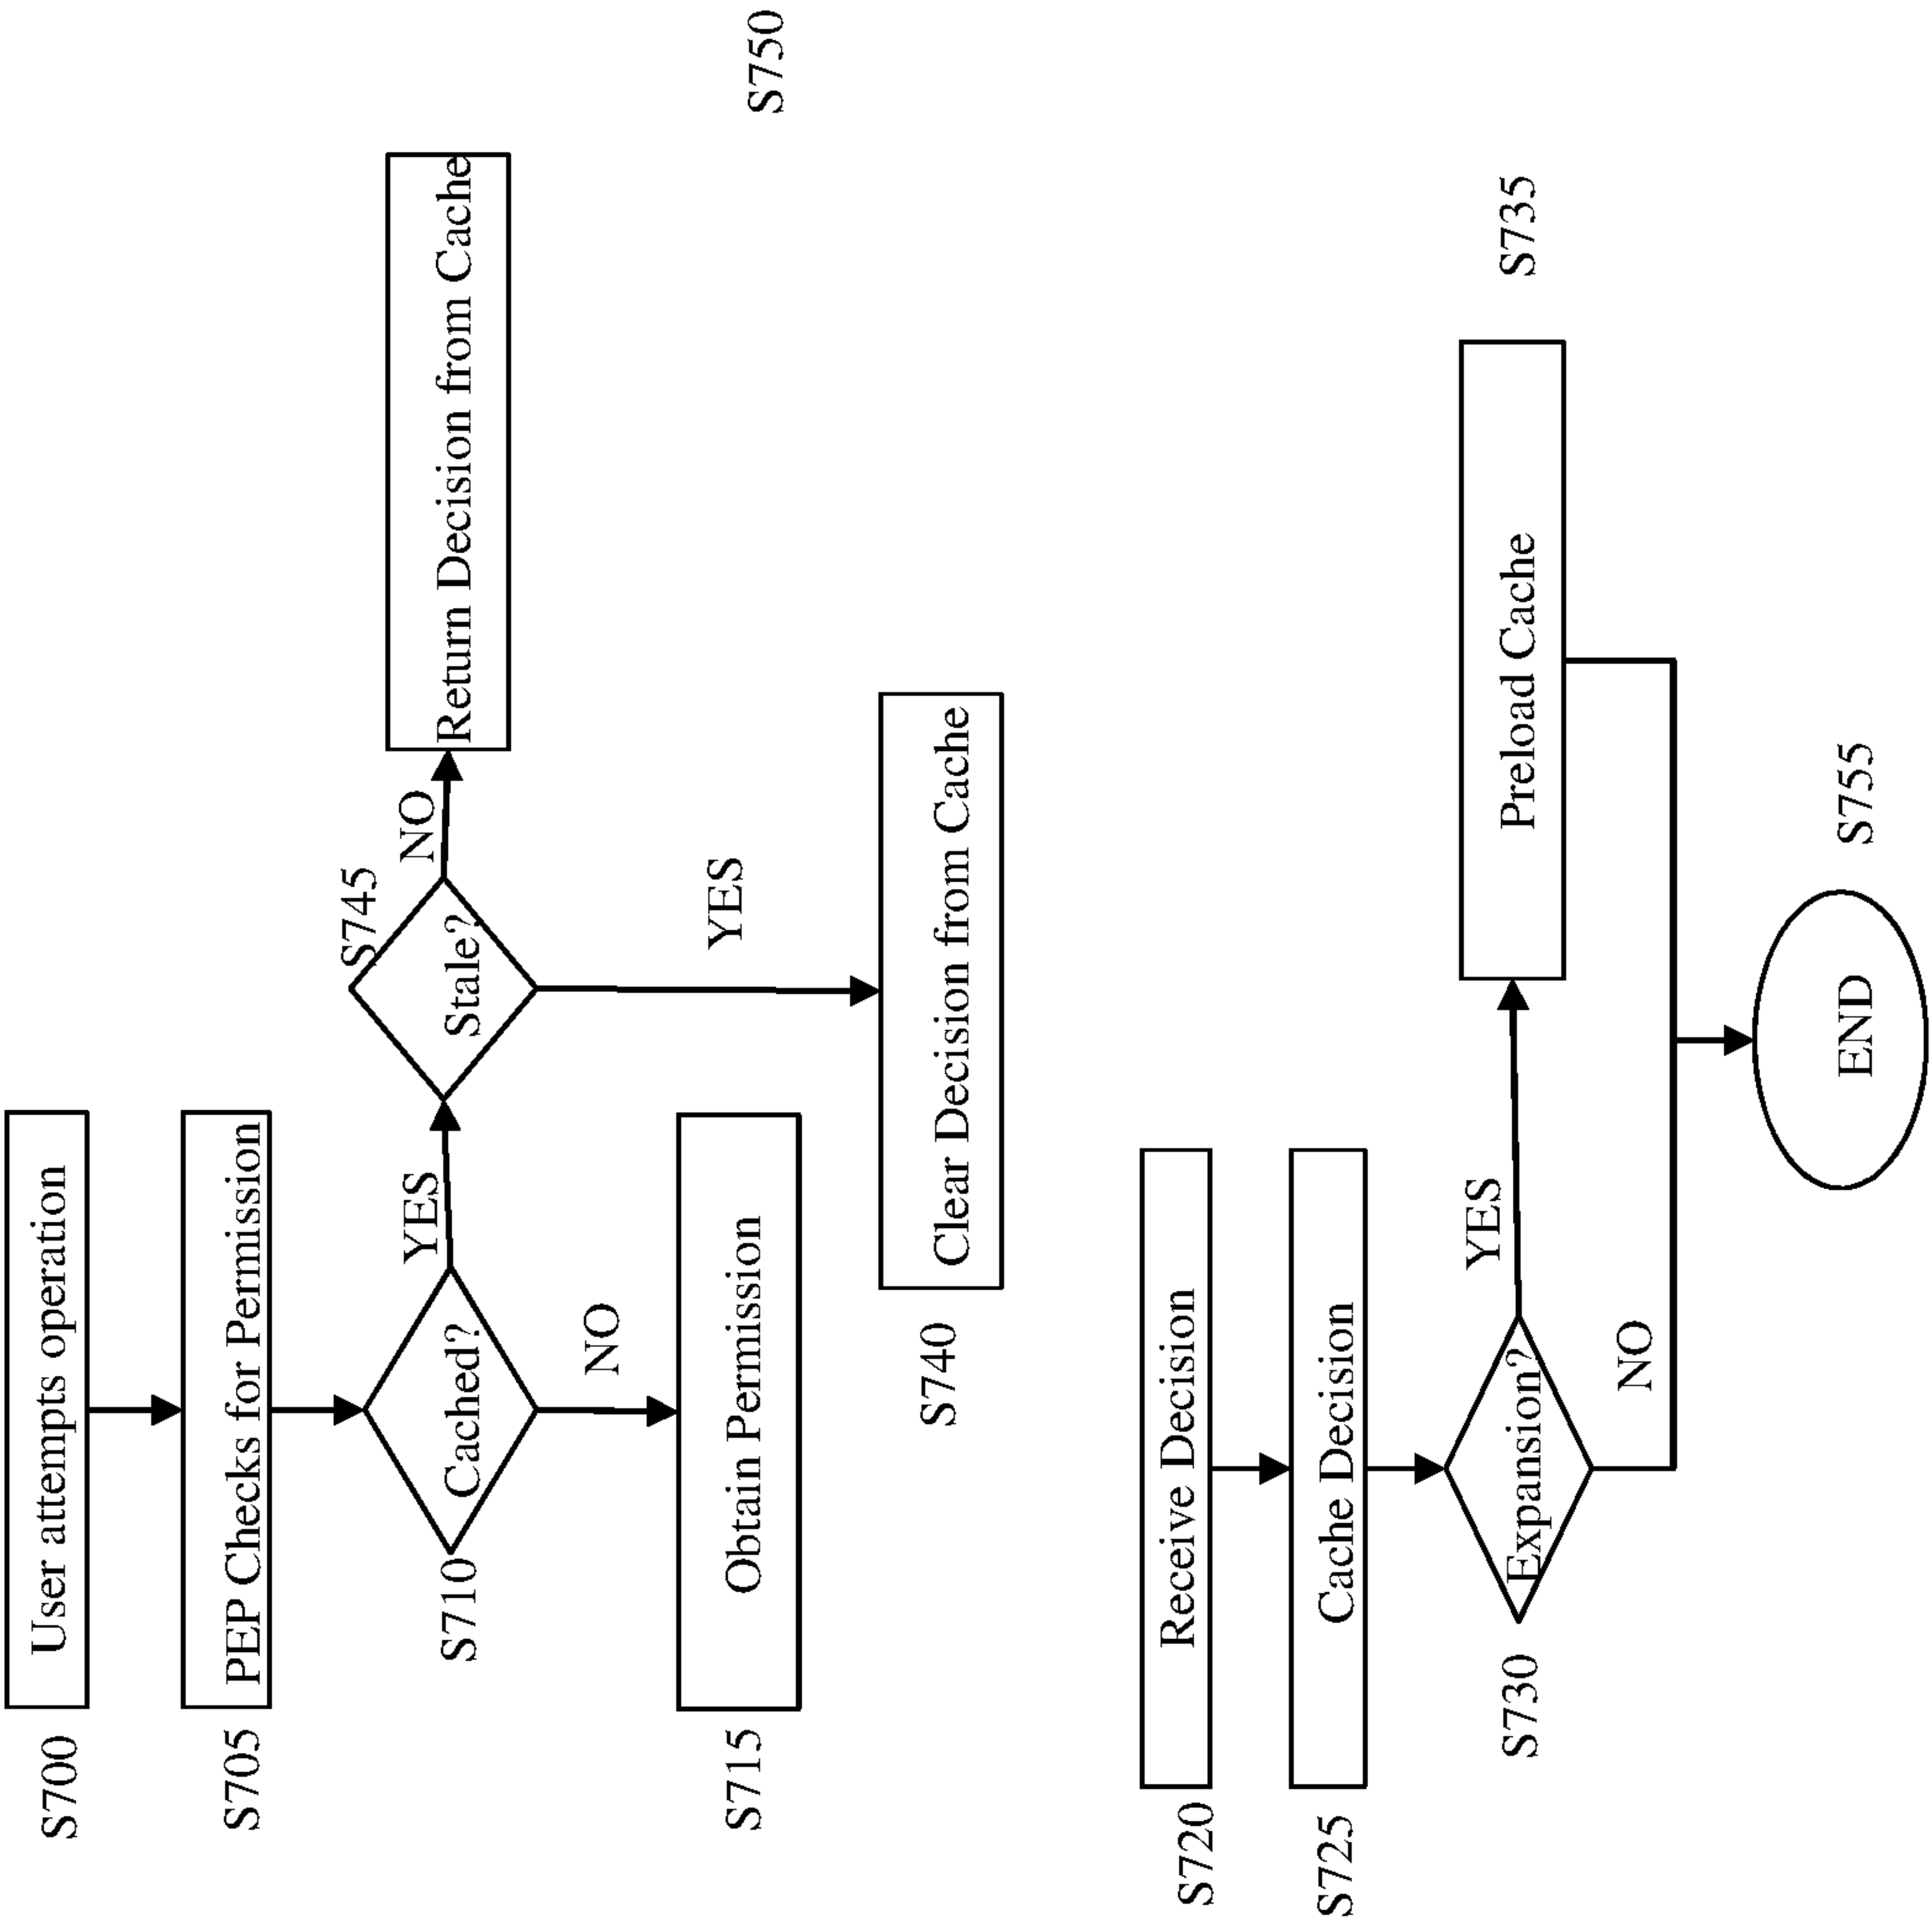 S700
User attempts operation
S705
PEP Checks for Permission
S710
Cached?
YES
S745
Stale?
NO
Return Decision from Cache
S750
NO
YES
S715
Obtain Permission
S740
Clear Decision from Cache
S720
Receive Decision
S725
Cache Decision
S730
Expansion?
YES
Preload Cache
S735
NO
END
S755